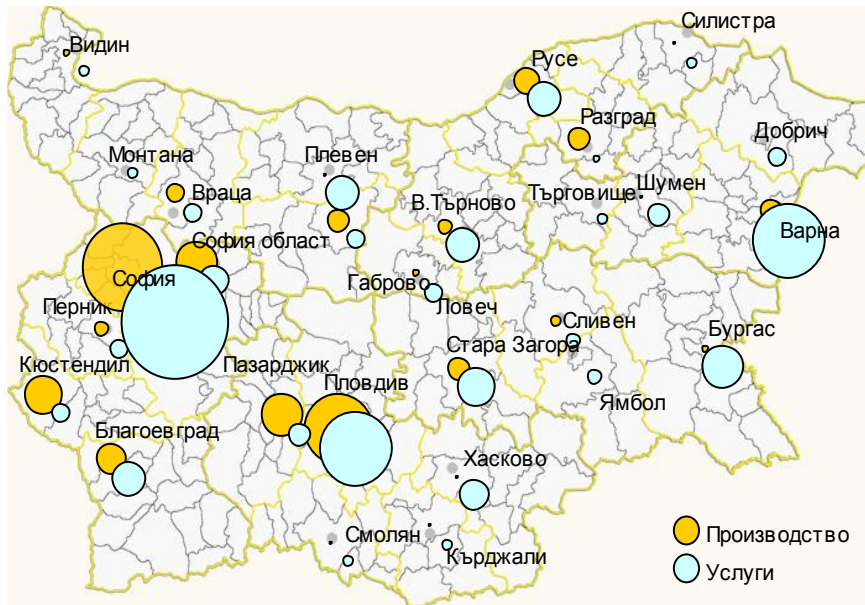 Силистра
Видин
Русе
Разград
Добрич
Монтана
Плевен
Враца
Търговище
Шумен
В.Търново
Варна
София област
София
Габрово
Ловеч
Перник
Сливен
Бургас
Кюстендил
Пазарджик
Стара Загора
Пловдив
Ямбол
Благоевград
Хасково
Смолян
Кърджали
Производство
Услуги